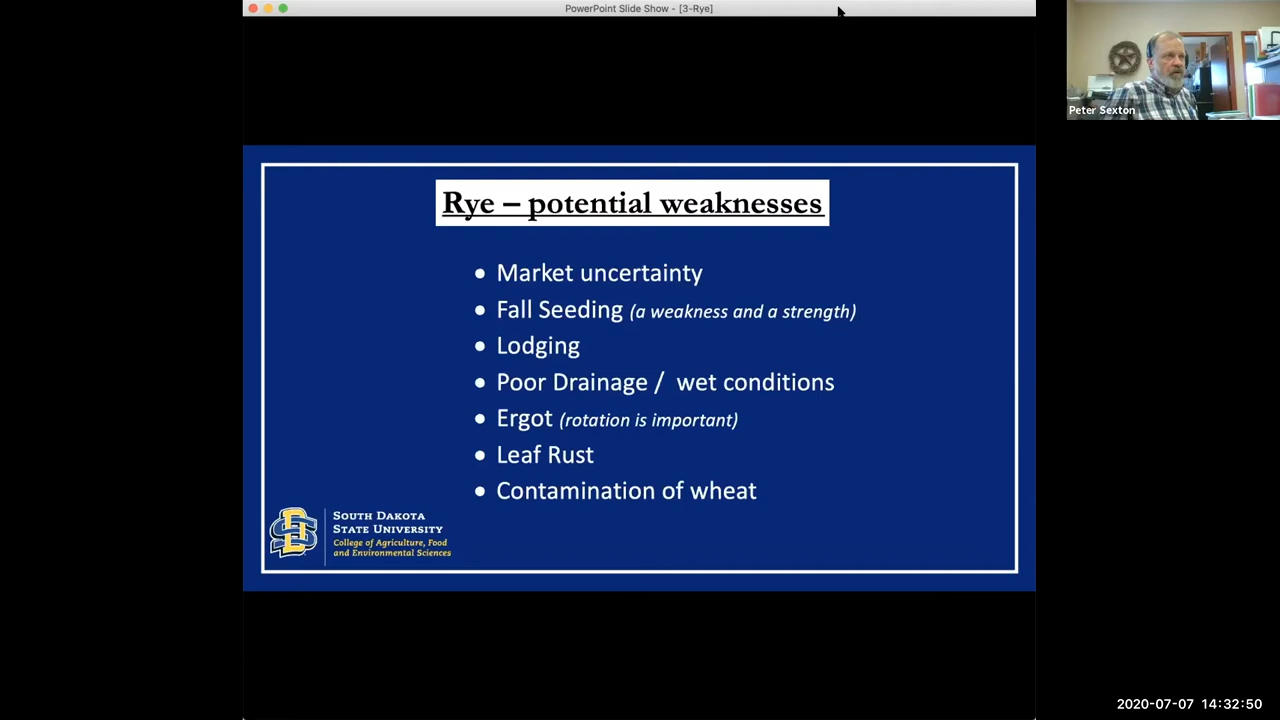 PowerPoint Slide Show - [3-Rye]
Peter Sexton
Rye – potential weaknesses
• Market uncertainty
• Fall Seeding (a weakness and a strength)
• Lodging
• Poor Drainage / wet conditions
• Ergot (rotation is important)
• Leaf Rust
• Contamination of wheat
SOUTH DAKOTA
STATE UNIVERSITY
College of Agriculture, Food
and Environmental Sciences
2020-07-07 14:32:50